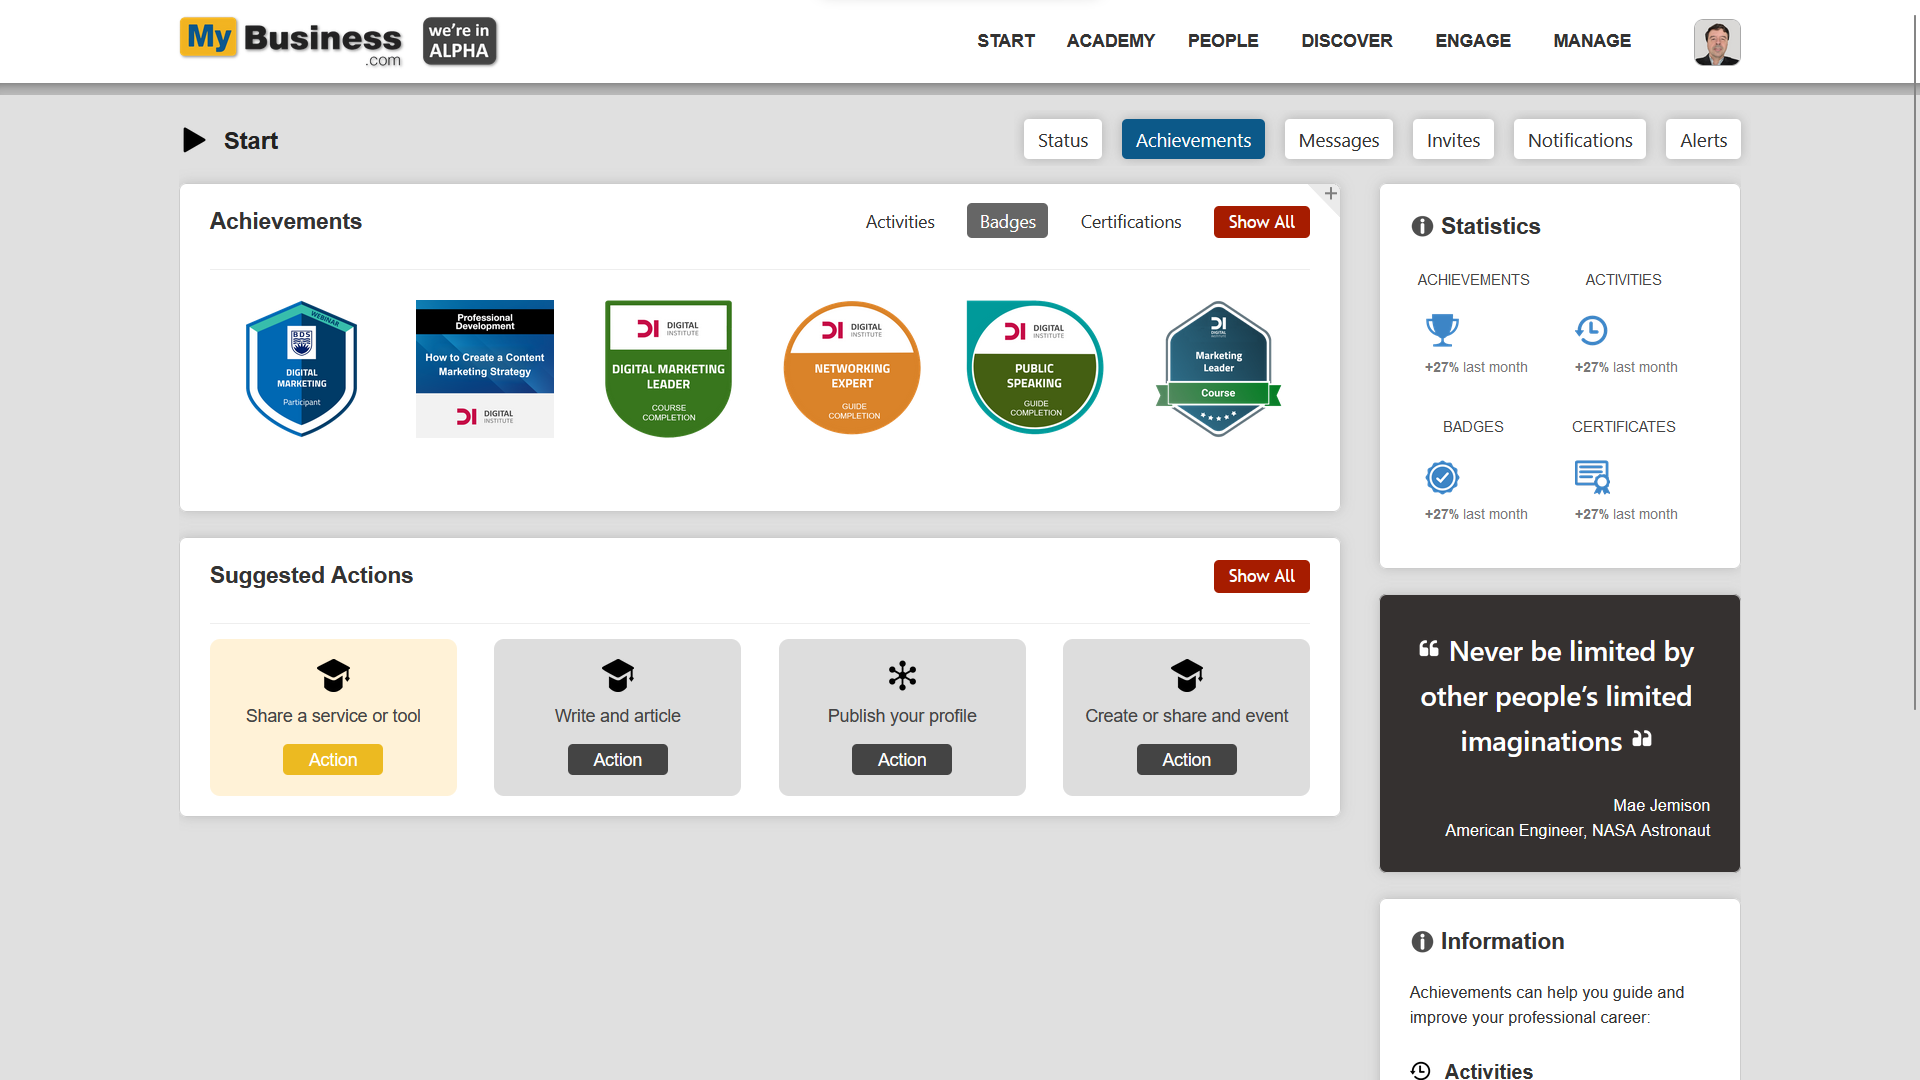 My Business
.com
we're in
ALPHA
START ACADEMY PEOPLE DISCOVER ENGAGE MANAGE
Start
Status Achievements Messages Invites Notifications Alerts
Achievements
Activities Badges Certifications Show All
WEBINAR
BDS
DIGITAL
MARKETING
Participant
Professional
Development
How to Create a Content
Marketing Strategy
DI DIGITAL
INSTITUTE
DI DIGITAL
INSTITUTE
DIGITAL MARKETING
LEADER
COURSE
COMPLETION
DI DIGITAL
INSTITUTE
NETWORKING
EXPERT
GUIDE
COMPLETION
DI DIGITAL
INSTITUTE
PUBLIC
SPEAKING
GUIDE
COMPLETION
DI
DIGITAL
INSTITUTE
Marketing
Leader
Course
Suggested Actions
Show All
Share a service or tool
Action
Write and article
Action
Publish your profile
Action
Create or share and event
Action
Statistics
ACHIEVEMENTS ACTIVITIES
+27% last month +27% last month
BADGES CERTIFICATES
+27% last month +27% last month
“ Never be limited by
other people’s limited
imaginations ”
Mae Jemison
American Engineer, NASA Astronaut
Information
Achievements can help you guide and
improve your professional career:
Activities